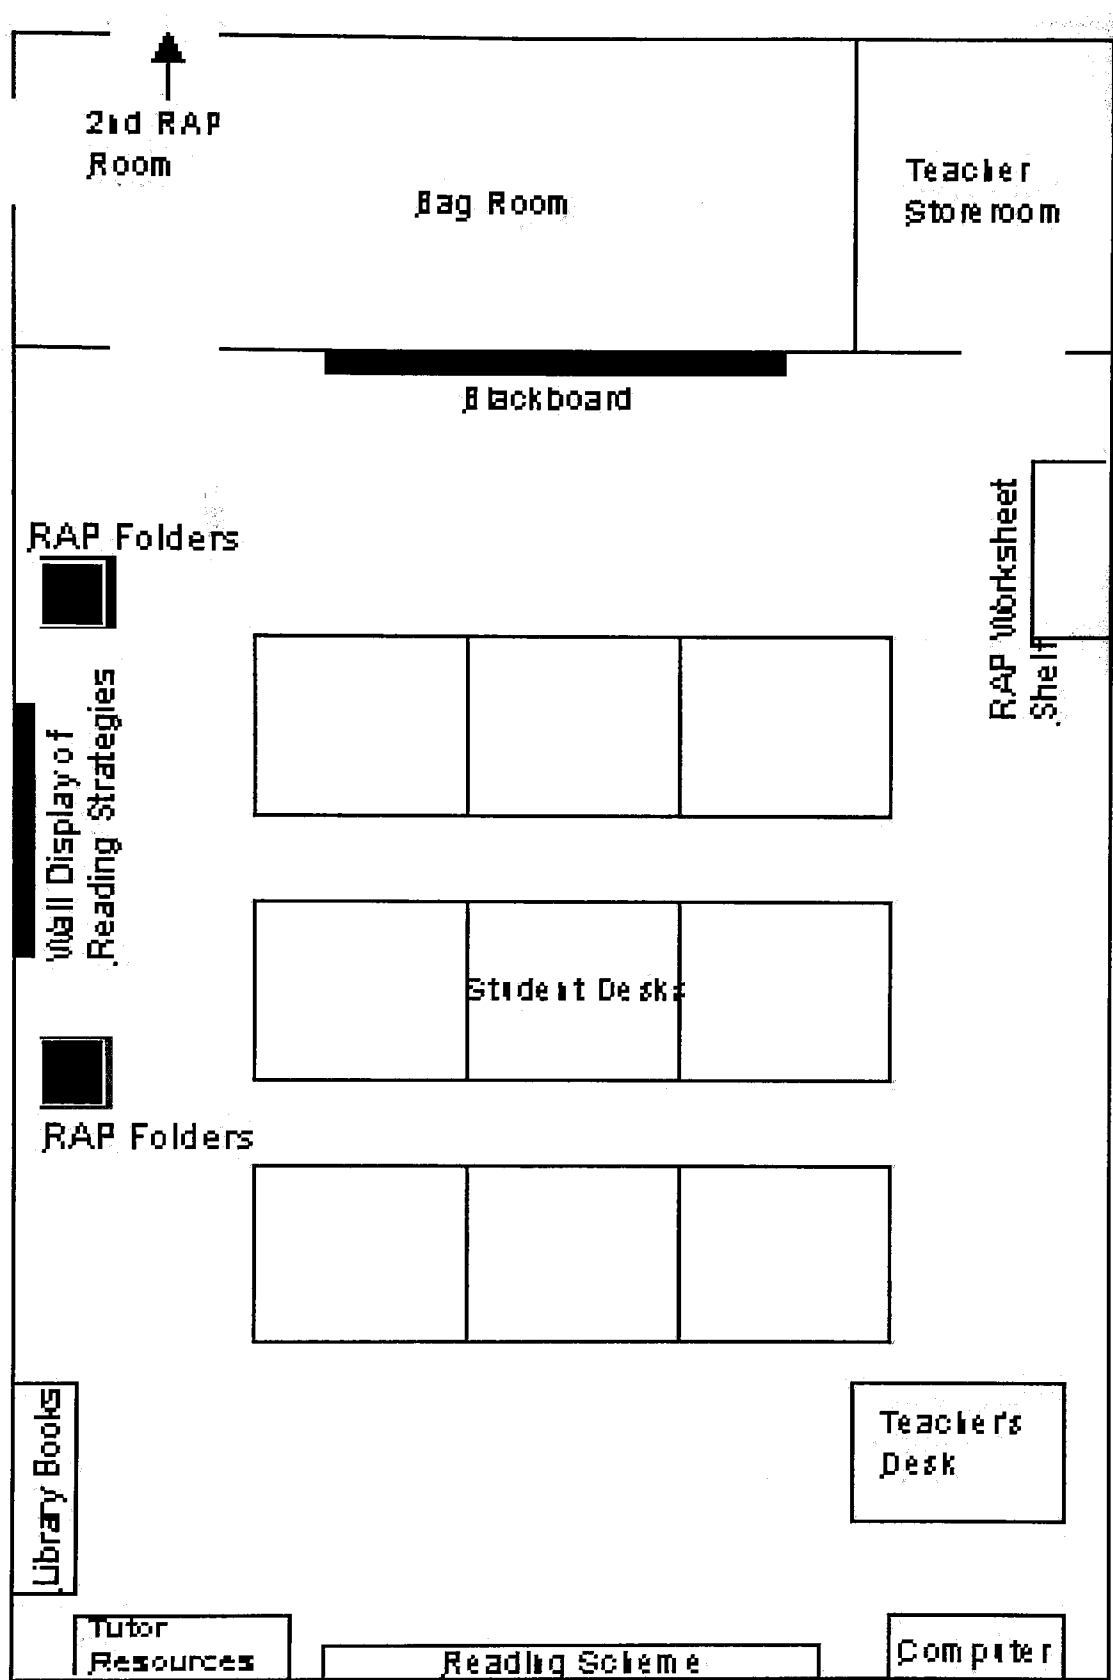 2nd RAP
Room
Bag Room
Teacher
Storeroom
Blackboard
RAP Folders
RAP Worksheet
Shelf
Wall Display of
Reading Strategies
Student Desks
RAP Folders
Library Books
Teacher's
Desk
Tutor
Resources
Reading Scheme
Computer